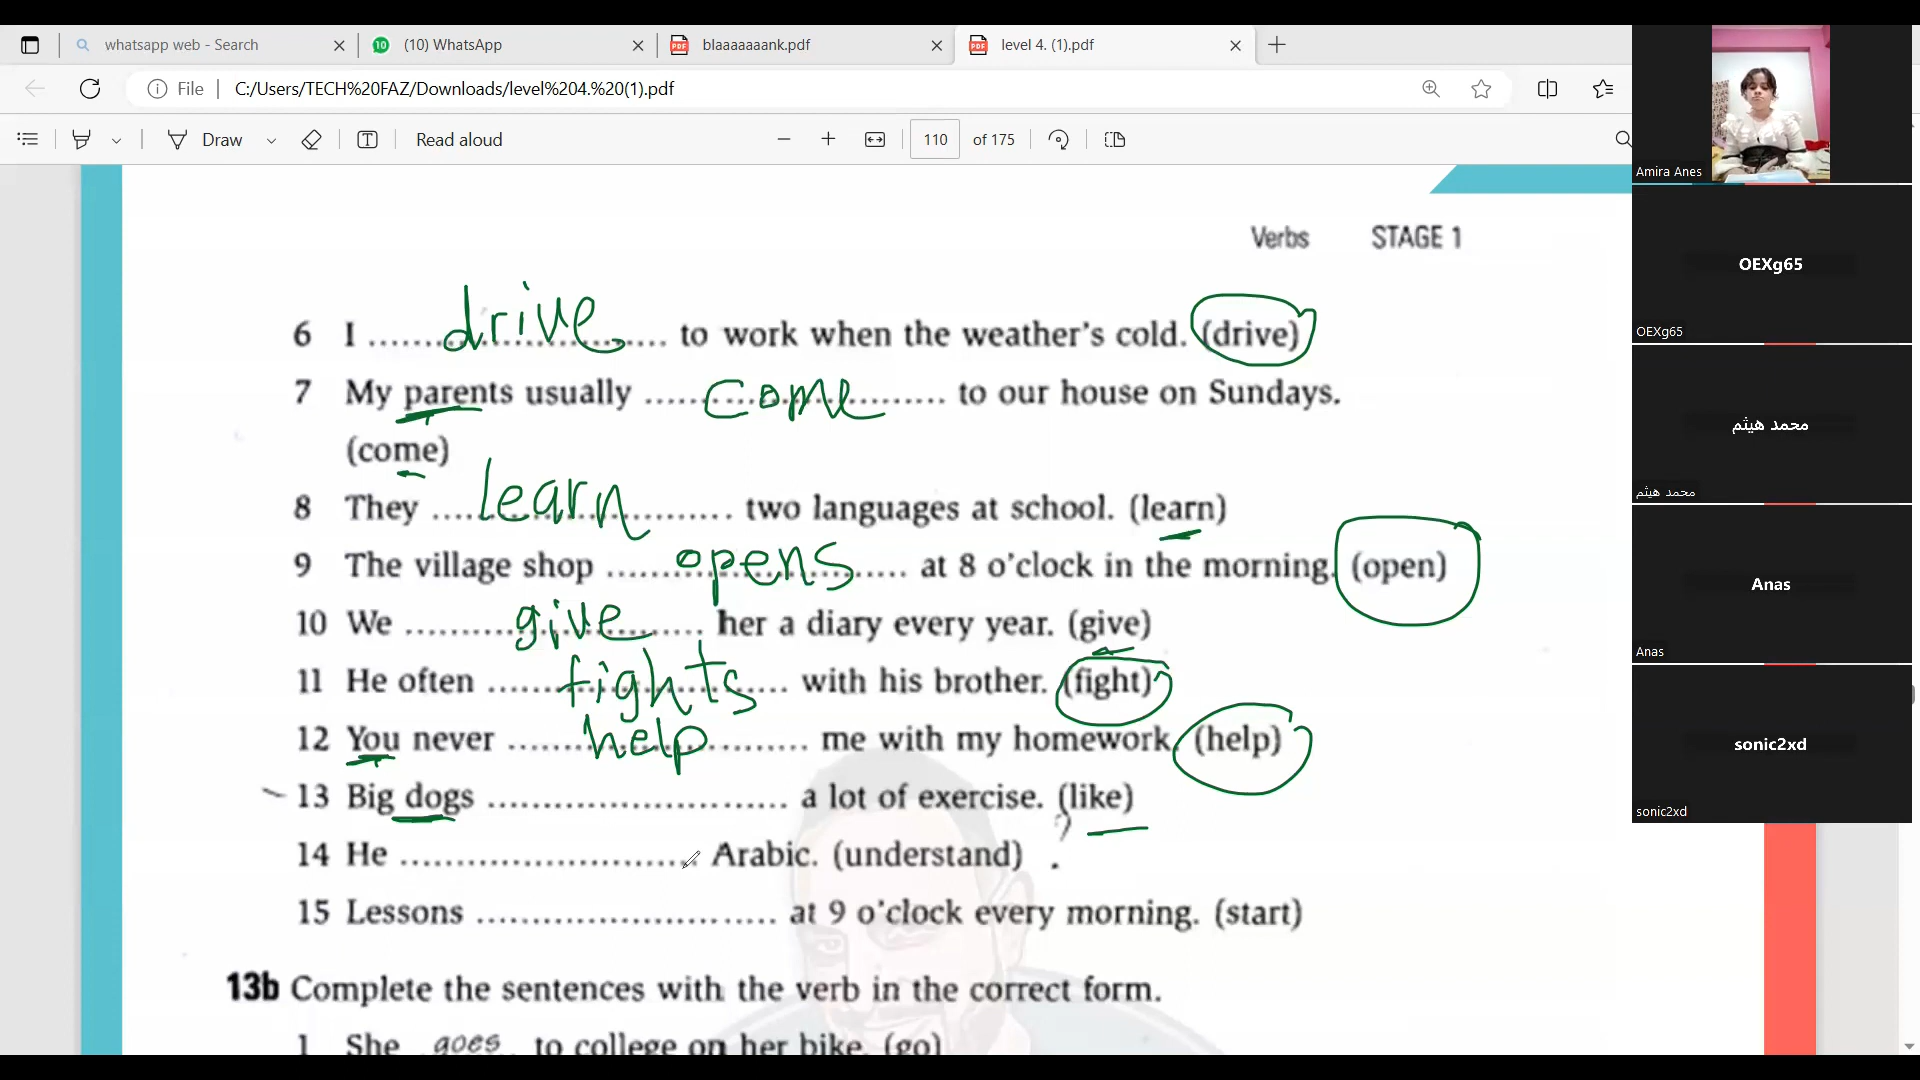 whatsapp web - Search
(10) WhatsApp
blaaaaaaank.pdf
level 4. (1).pdf
File C:/Users/TECH%20FAZ/Downloads/level%204.%20(1).pdf
Draw
Read aloud
110 of 175
Verbs STAGE 1
6 I ......drive...... to work when the weather's cold. (drive)
7 My parents usually ......come...... to our house on Sundays.
(come)
8 They ......learn...... two languages at school. (learn)
9 The village shop ......opens...... at 8 o'clock in the morning. (open)
10 We ......give...... her a diary every year. (give)
11 He often ......fights...... with his brother. (fight)
12 You never ......help...... me with my homework. (help)
13 Big dogs ............................ a lot of exercise. (like)
?
14 He ............................ Arabic. (understand) .
15 Lessons ............................ at 9 o'clock every morning. (start)
13b Complete the sentences with the verb in the correct form.
1 She goes to college on her bike. (go)
Amira Anes
OEXg65
OEXg65
محمد هيثم
محمد هيثم
Anas
Anas
sonic2xd
sonic2xd